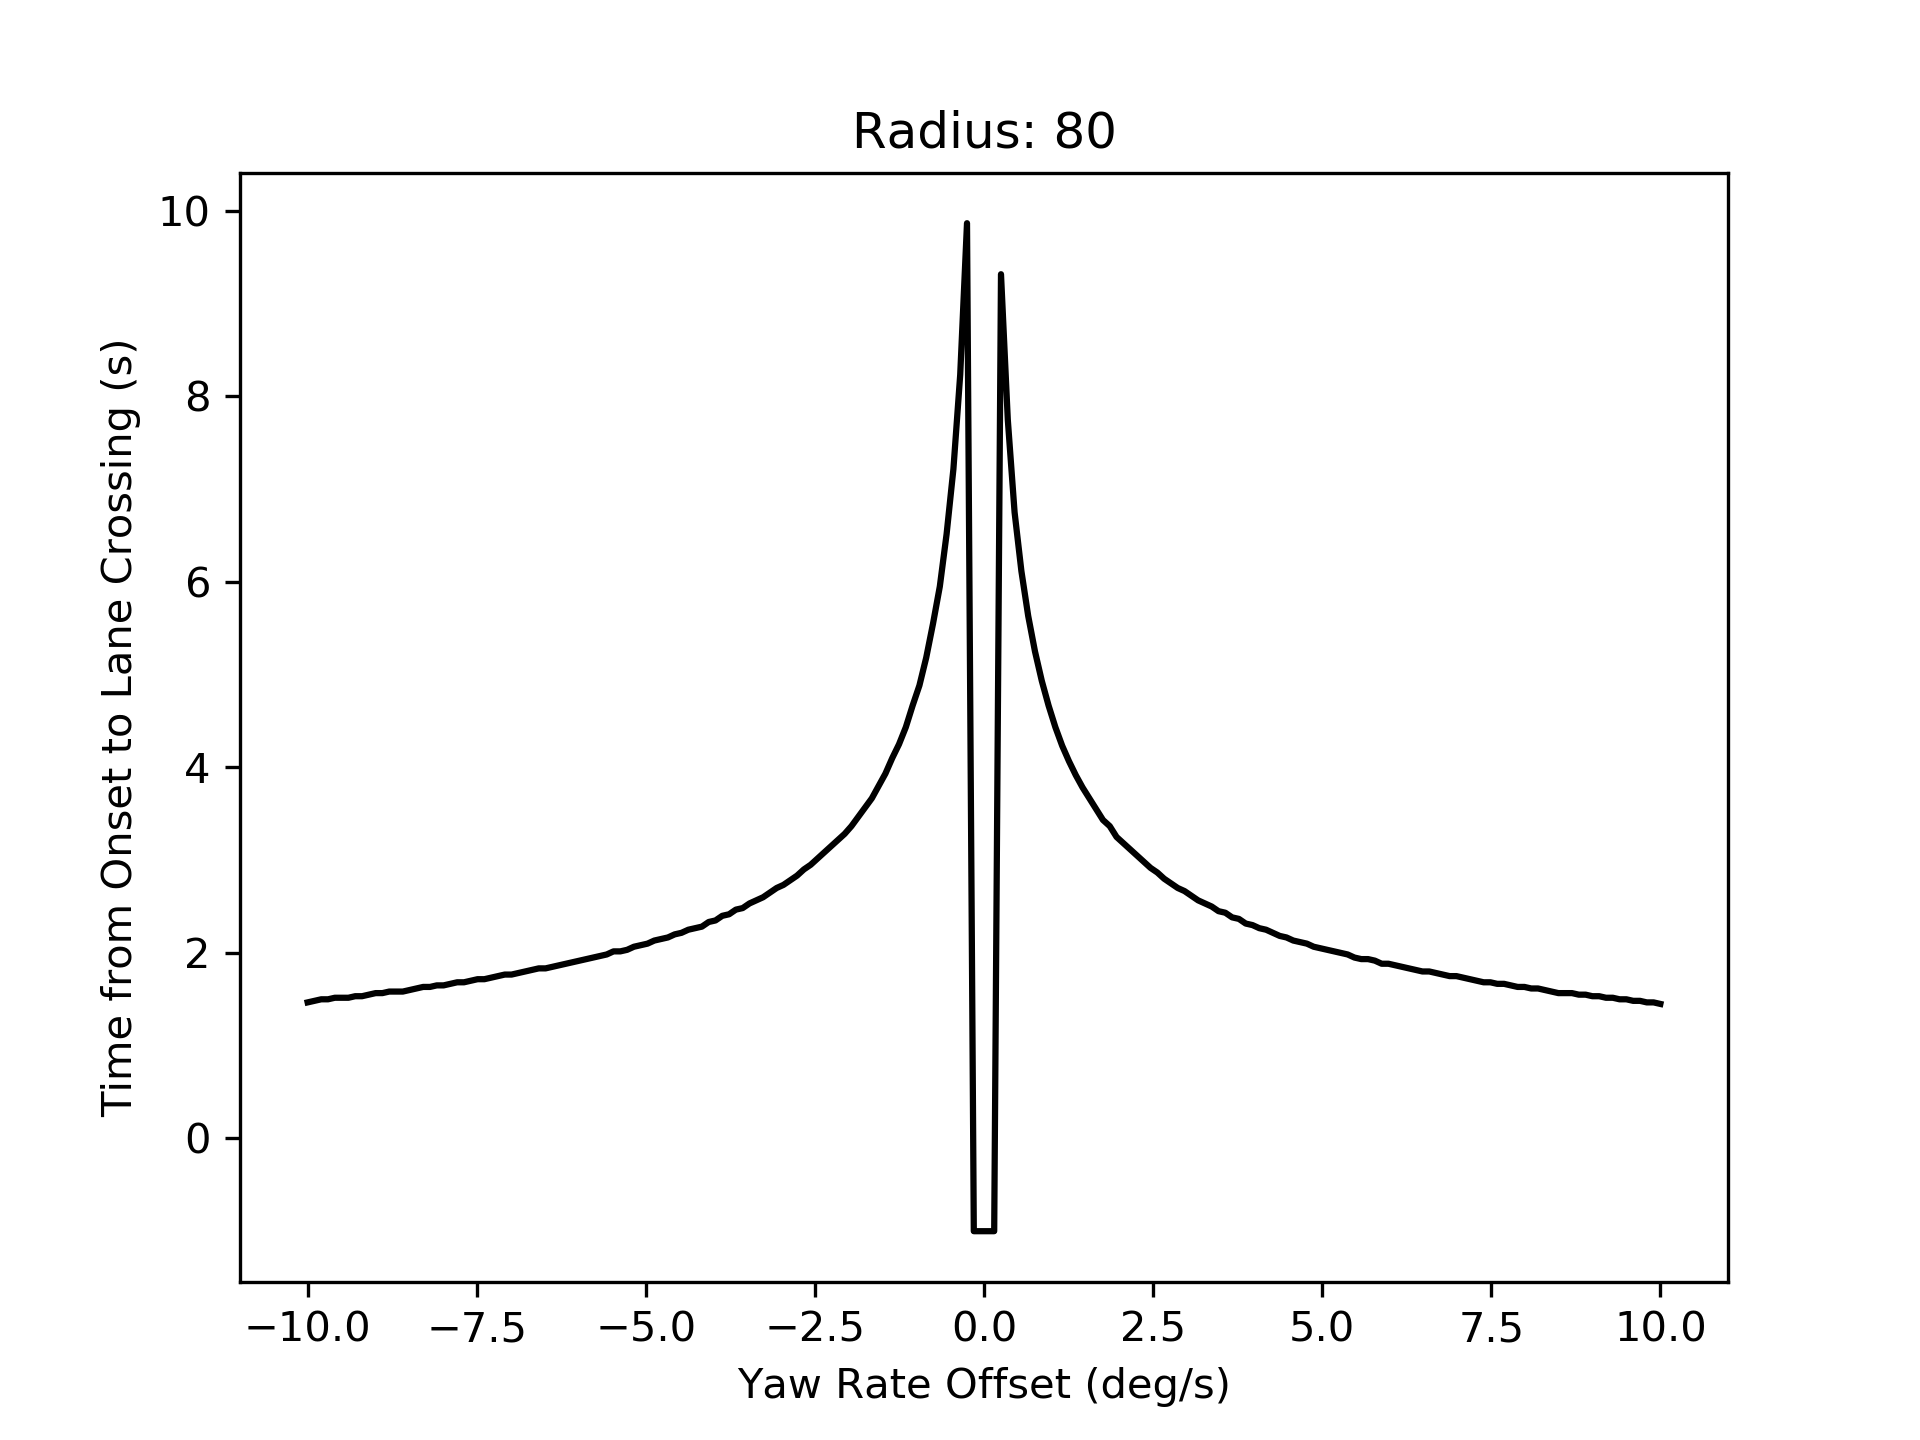 Radius: 80
10
8
6
4
2
0
Time from Onset to Lane Crossing (s)
−10.0 −7.5 −5.0 −2.5 0.0 2.5 5.0 7.5 10.0
Yaw Rate Offset (deg/s)